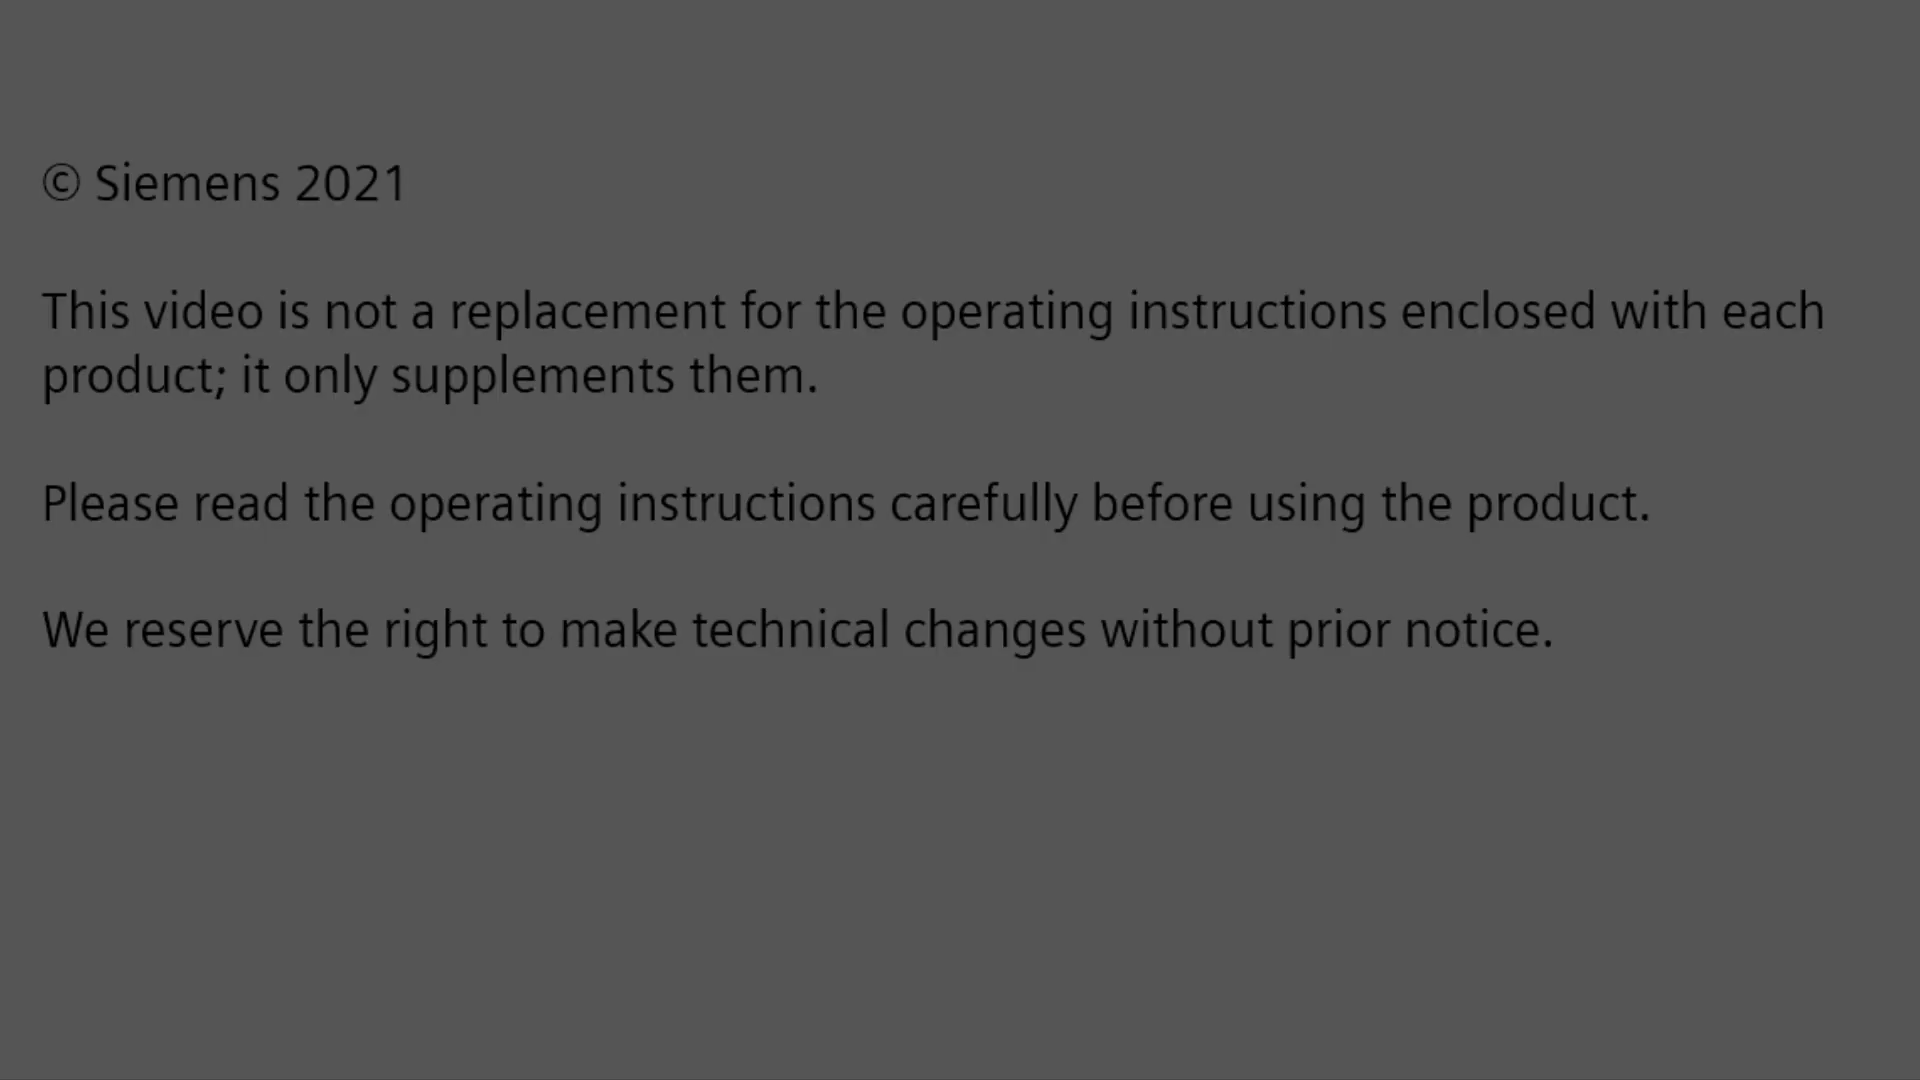 © Siemens 2021
This video is not a replacement for the operating instructions enclosed with each
product; it only supplements them.
Please read the operating instructions carefully before using the product.
We reserve the right to make technical changes without prior notice.